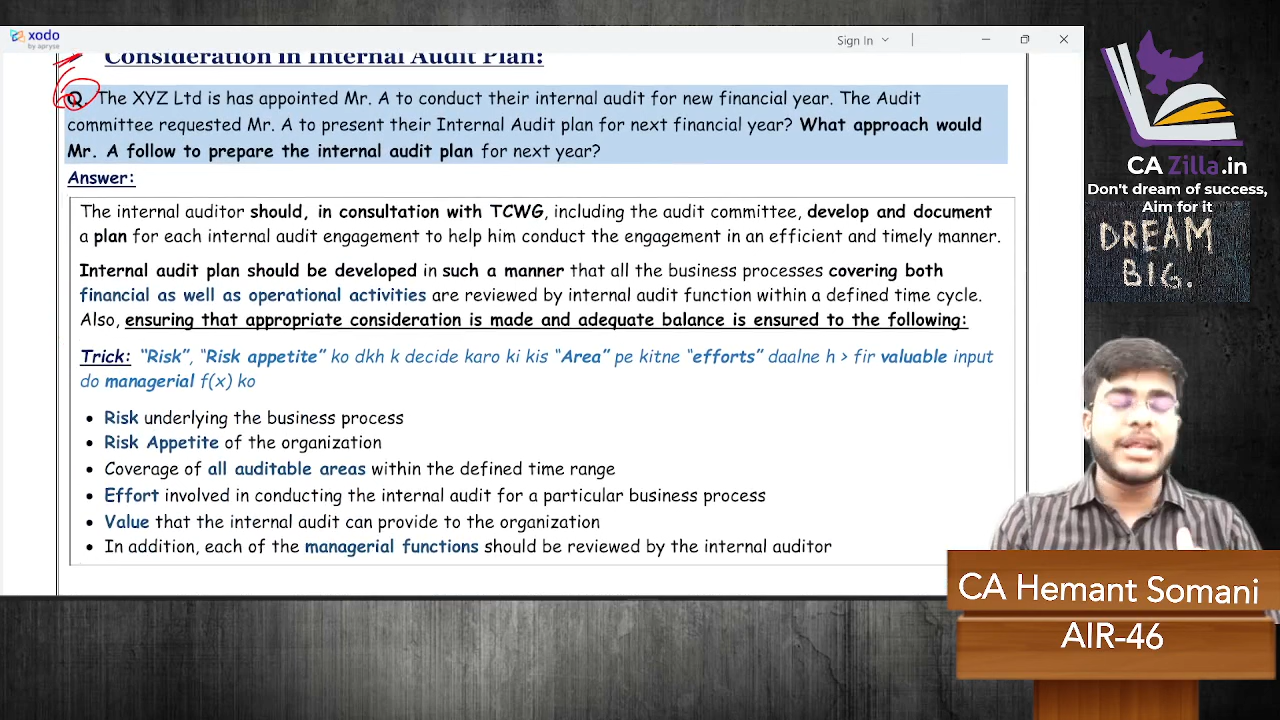 xodo
by apryse
Sign In
Consideration in Internal Audit Plan:
Q. The XYZ Ltd is has appointed Mr. A to conduct their internal audit for new financial year. The Audit
committee requested Mr. A to present their Internal Audit plan for next financial year? What approach would
Mr. A follow to prepare the internal audit plan for next year?
Answer:
The internal auditor should, in consultation with TCWG, including the audit committee, develop and document
a plan for each internal audit engagement to help him conduct the engagement in an efficient and timely manner.
Internal audit plan should be developed in such a manner that all the business processes covering both
financial as well as operational activities are reviewed by internal audit function within a defined time cycle.
Also, ensuring that appropriate consideration is made and adequate balance is ensured to the following:
Trick: “Risk”, “Risk appetite” ko dkh k decide karo ki kis “Area” pe kitne “efforts” daalne h > fir valuable input
do managerial f(x) ko
• Risk underlying the business process
• Risk Appetite of the organization
• Coverage of all auditable areas within the defined time range
• Effort involved in conducting the internal audit for a particular business process
• Value that the internal audit can provide to the organization
• In addition, each of the managerial functions should be reviewed by the internal auditor
CA Zilla.in
Don't dream of success,
Aim for it
DREAM
BIG.
CA Hemant Somani
AIR-46